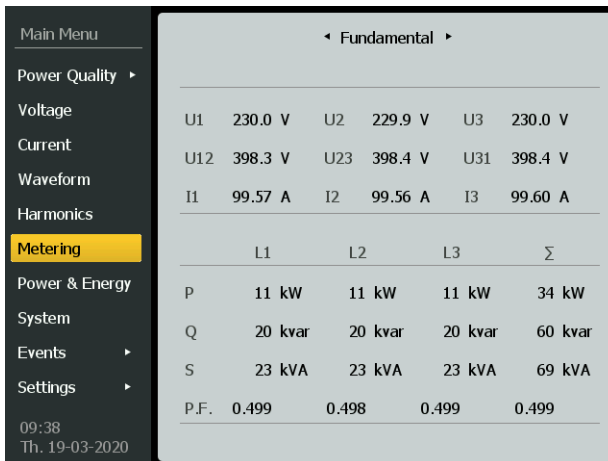 Main Menu
Power Quality ▸
Voltage
Current
Waveform
Harmonics
Metering
Power & Energy
System
Events ▸
Settings ▸
09:38
Th. 19-03-2020
◂ Fundamental ▸
U1 230.0 V U2 229.9 V U3 230.0 V
U12 398.3 V U23 398.4 V U31 398.4 V
I1 99.57 A I2 99.56 A I3 99.60 A
L1 L2 L3 Σ
P 11 kW 11 kW 11 kW 34 kW
Q 20 kvar 20 kvar 20 kvar 60 kvar
S 23 kVA 23 kVA 23 kVA 69 kVA
P.F. 0.499 0.498 0.499 0.499